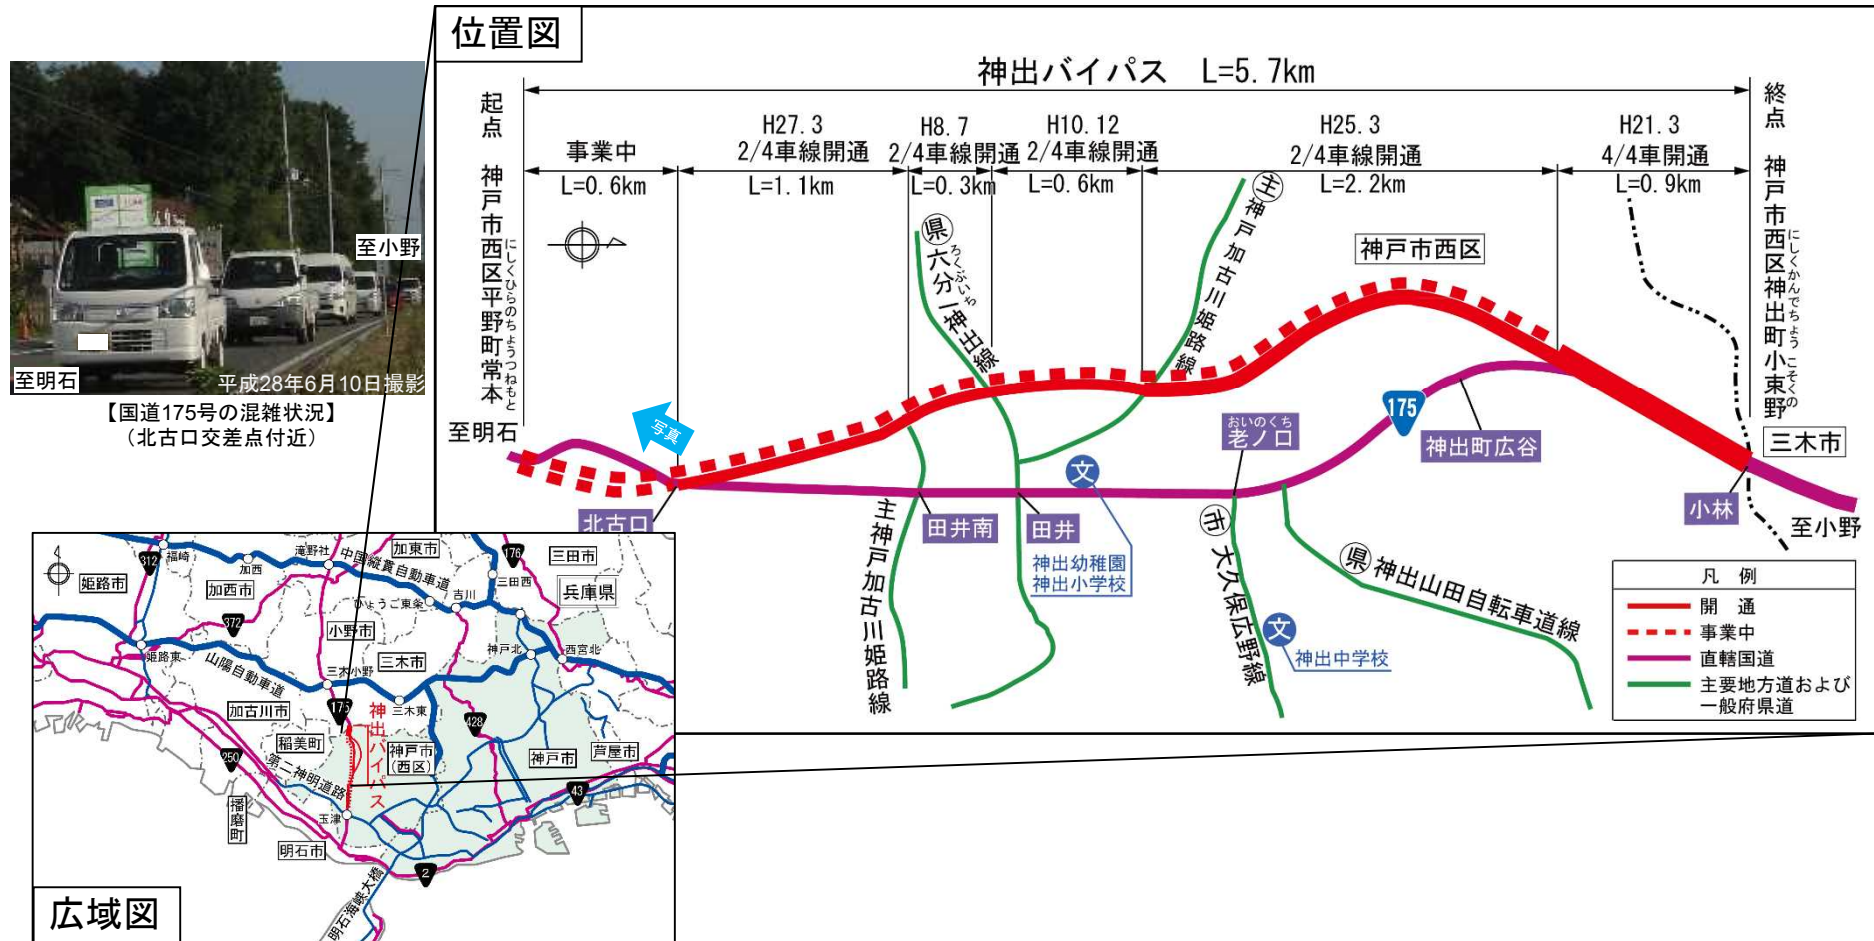 位置図
神出バイパス L=5.7km
起点 神戸市西区平野町常本
にしくひらのちょうつねもと
終点 神戸市西区神出町小東野
にしくかんでちょう こそくの
事業中
L=0.6km
H27.3
2/4車線開通
L=1.1km
H8.7
2/4車線開通
L=0.3km
H10.12
2/4車線開通
L=0.6km
H25.3
2/4車線開通
L=2.2km
H21.3
4/4車線開通
L=0.9km
至小野
至明石
平成28年6月10日撮影
【国道175号の混雑状況】
（北古口交差点付近）
至明石
写真
県 六分一神出線
ろくぶいち
主 神戸加古川姫路線
神戸市西区
三木市
175
おいのくち
老ノ口
神出町広谷
小林
至小野
北古口
田井南
田井
文
神出幼稚園
神出小学校
主 神戸加古川姫路線
市 大久保広野線
文
神出中学校
県 神出山田自転車道線
凡 例
開 通
事業中
直轄国道
主要地方道および
一般府県道
広域図
姫路市
312
福崎
加西
滝野社
中国縦貫自動車道
加東市
176
三田市
三田西
兵庫県
加西市
ひょうご東条
吉川
372
小野市
姫路東
山陽自動車道
三木小野
三木市
神戸北
西宮北
加古川市
175
三木東
428
稲美町
神出バイパス
神戸市
(西区)
神戸市
芦屋市
250
第二神明道路
43
播磨町
玉津
明石市
2
明石海峡大橋